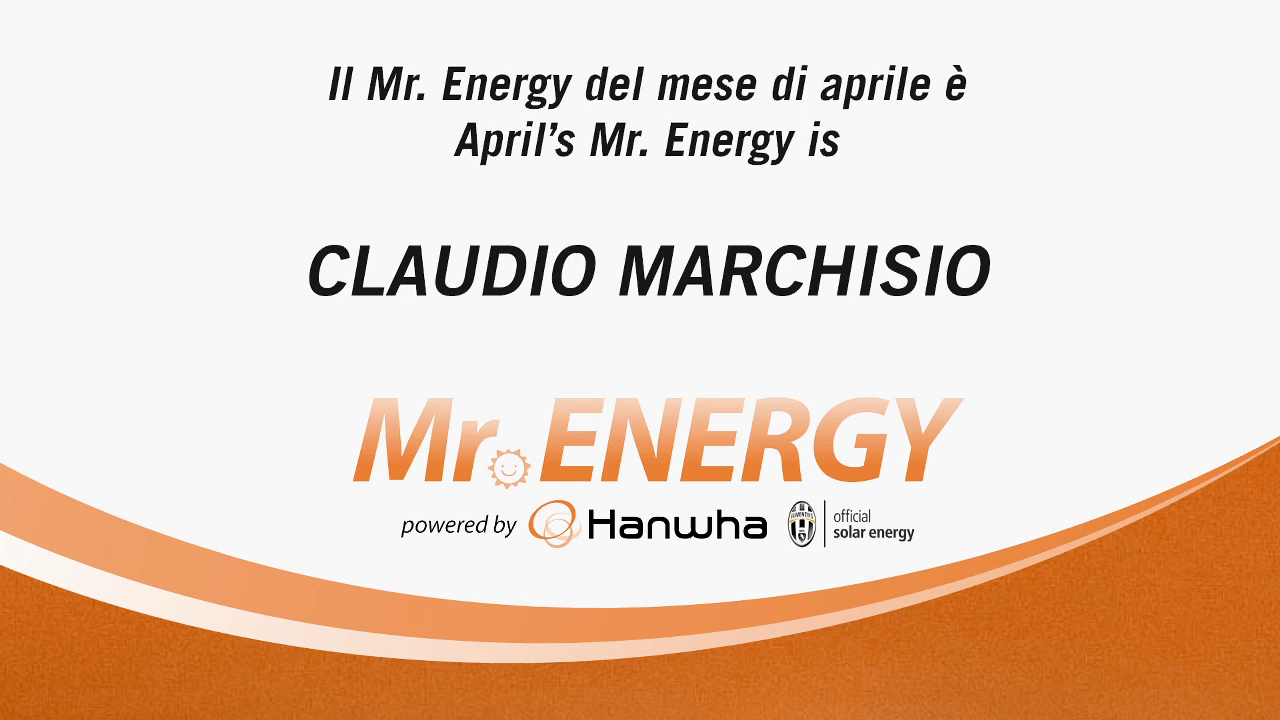 Il Mr. Energy del mese di aprile è
April's Mr. Energy is
CLAUDIO MARCHISIO
Mr. ENERGY
powered by Hanwha JUVENTUS official
solar energy